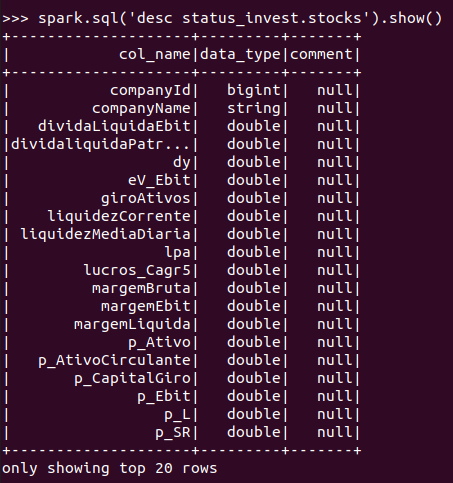 >>> spark.sql('desc status_invest.stocks').show()
+--------------------+---------+-------+
|            col_name|data_type|comment|
+--------------------+---------+-------+
|           companyId|   bigint|   null|
|         companyName|   string|   null|
|   dividaLiquidaEbit|   double|   null|
|dividaliquidaPatr...|   double|   null|
|                  dy|   double|   null|
|             eV_Ebit|   double|   null|
|          giroAtivos|   double|   null|
|    liquidezCorrente|   double|   null|
| liquidezMediaDiaria|   double|   null|
|                 lpa|   double|   null|
|        lucros_Cagr5|   double|   null|
|         margemBruta|   double|   null|
|          margemEbit|   double|   null|
|       margemLiquida|   double|   null|
|             p_Ativo|   double|   null|
|   p_AtivoCirculante|   double|   null|
|       p_CapitalGiro|   double|   null|
|              p_Ebit|   double|   null|
|                 p_L|   double|   null|
|                p_SR|   double|   null|
+--------------------+---------+-------+
only showing top 20 rows